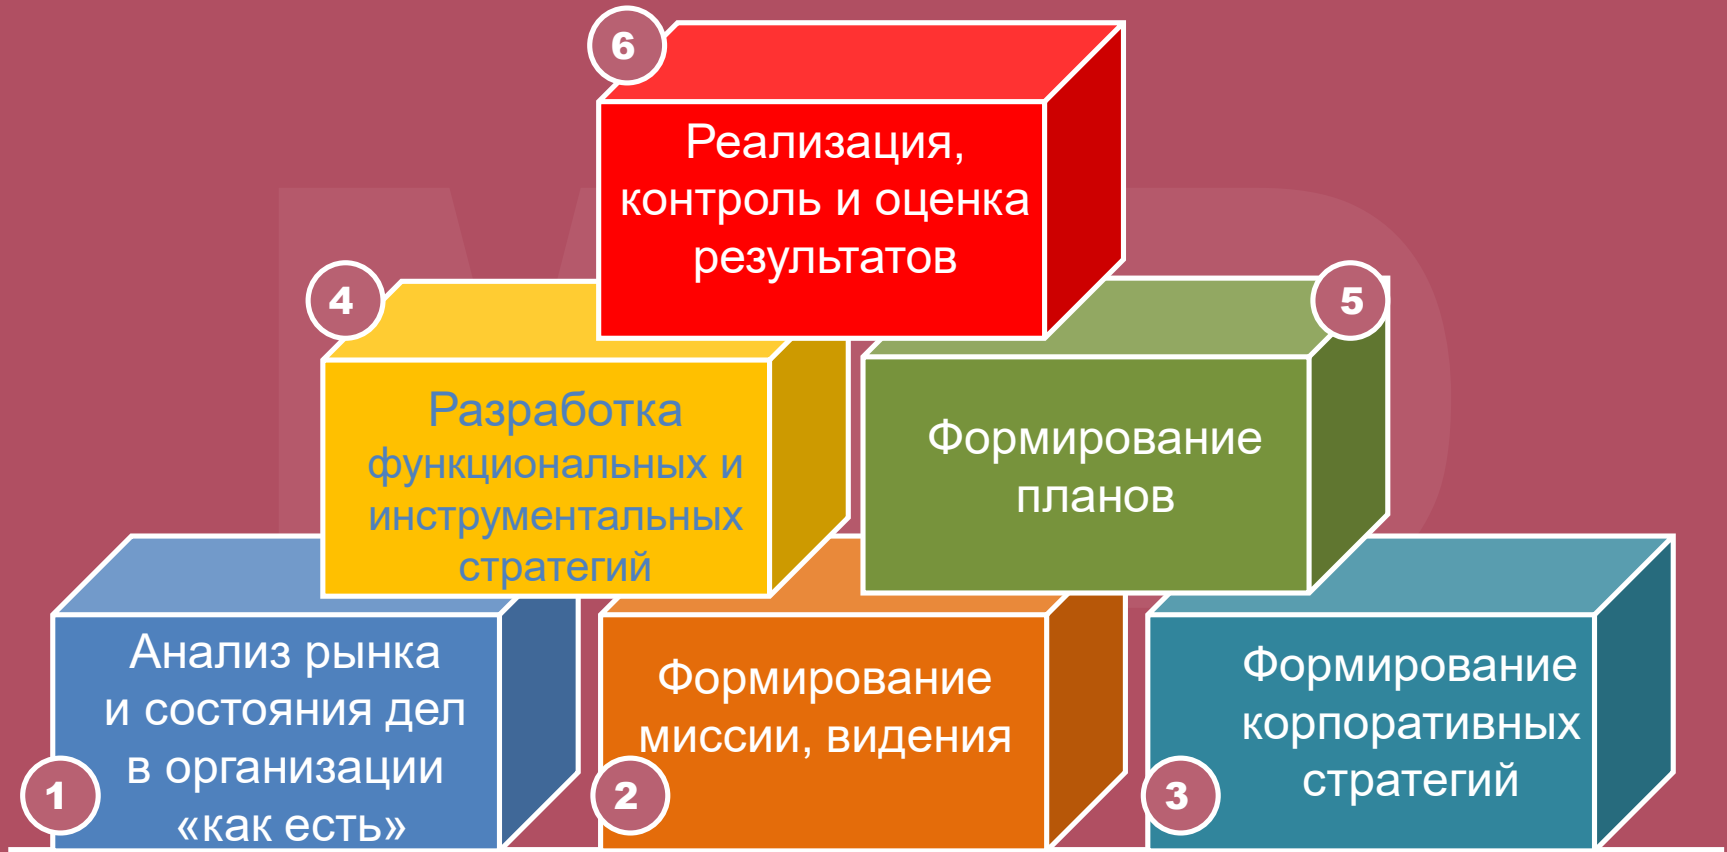 6
Реализация,
контроль и оценка
результатов
4
Разработка
функциональных и
инструментальных
стратегий
5
Формирование
планов
1
Анализ рынка
и состояния дел
в организации
«как есть»
2
Формирование
миссии, видения
3
Формирование
корпоративных
стратегий